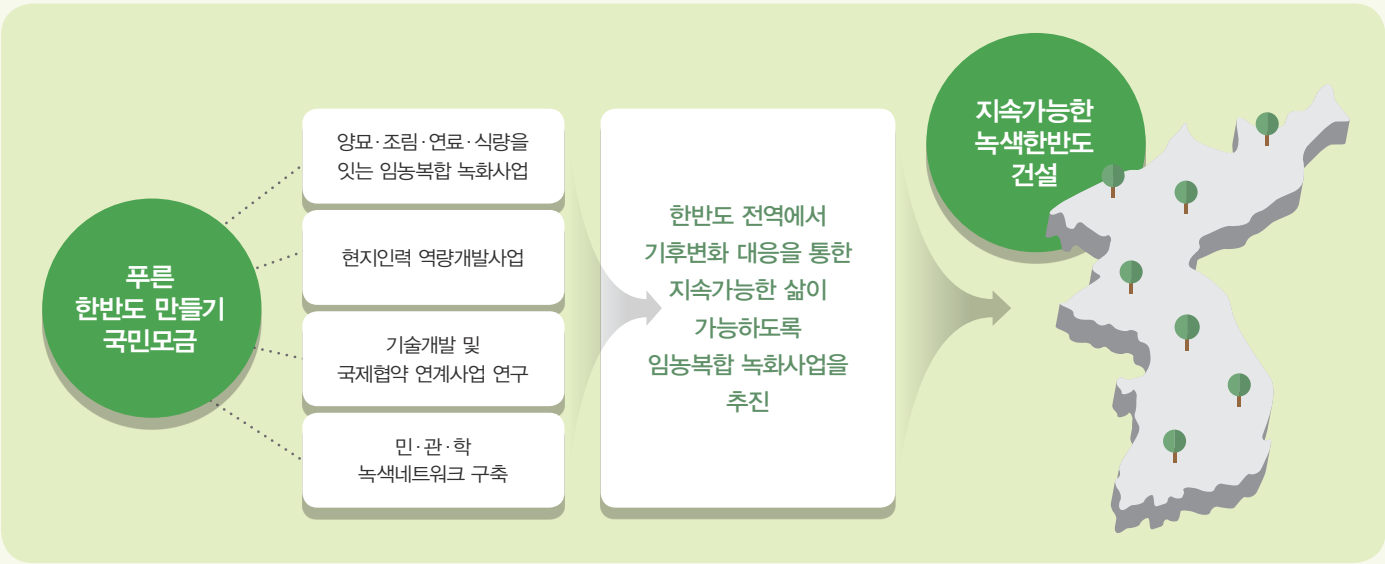 푸른
한반도 만들기
국민모금
양묘·조림·연료·식량을
잇는 임농복합 녹화사업
현지인력 역량개발사업
기술개발 및
국제협약 연계사업 연구
민·관·학
녹색네트워크 구축
한반도 전역에서
기후변화 대응을 통한
지속가능한 삶이
가능하도록
임농복합 녹화사업을
추진
지속가능한
녹색한반도
건설